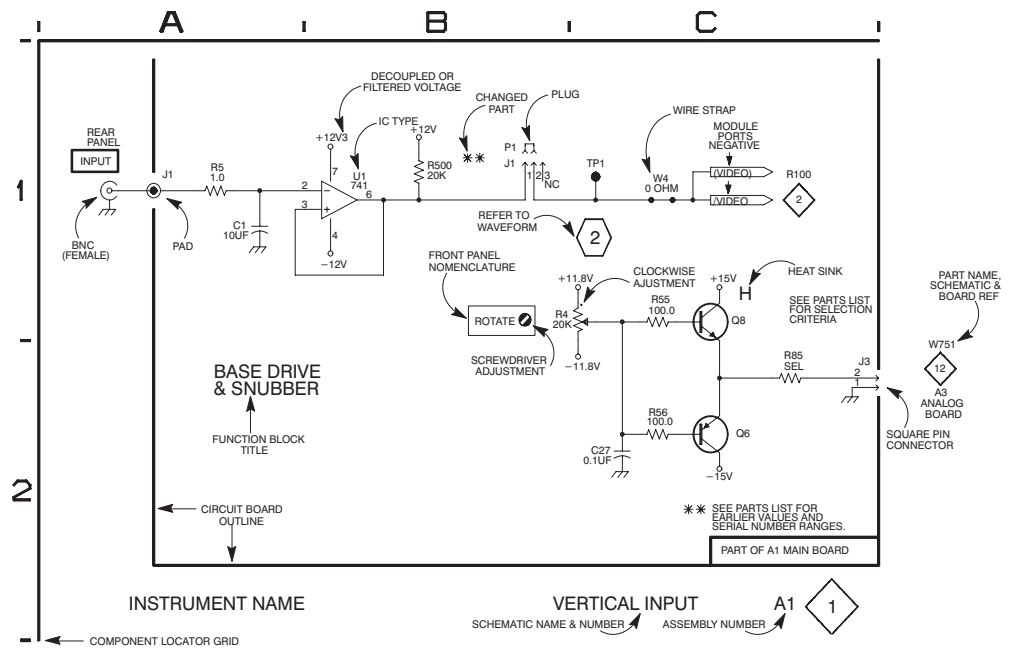 A B C
1
2
REAR
PANEL
INPUT
BNC
(FEMALE)
J1
PAD
R5
1.0
C1
10UF
DECOUPLED OR
FILTERED VOLTAGE
+12V3
IC TYPE
U1
741
7
2
3
6
4
−12V
+12V
R500
20K
CHANGED
PART
**
PLUG
P1
J1
1 2 3
NC
TP1
WIRE STRAP
W4
0 OHM
MODULE
PORTS
NEGATIVE
(VIDEO)
/VIDEO
R100
2
REFER TO
WAVEFORM
2
FRONT PANEL
NOMENCLATURE
ROTATE
SCREWDRIVER
ADJUSTMENT
+11.8V
CLOCKWISE
AJUSTMENT
R4
20K
−11.8V
R55
100.0
+15V
H
HEAT SINK
Q8
SEE PARTS LIST
FOR SELECTION
CRITERIA
R85
SEL
J3
2
1
R56
100.0
C27
0.1UF
Q6
−15V
PART NAME,
SCHEMATIC &
BOARD REF
W751
12
A3
ANALOG
BOARD
SQUARE PIN
CONNECTOR
BASE DRIVE
& SNUBBER
FUNCTION BLOCK
TITLE
CIRCUIT BOARD
OUTLINE
** SEE PARTS LIST FOR
EARLIER VALUES AND
SERIAL NUMBER RANGES.
PART OF A1 MAIN BOARD
INSTRUMENT NAME
VERTICAL INPUT
A1
1
SCHEMATIC NAME & NUMBER
ASSEMBLY NUMBER
COMPONENT LOCATOR GRID